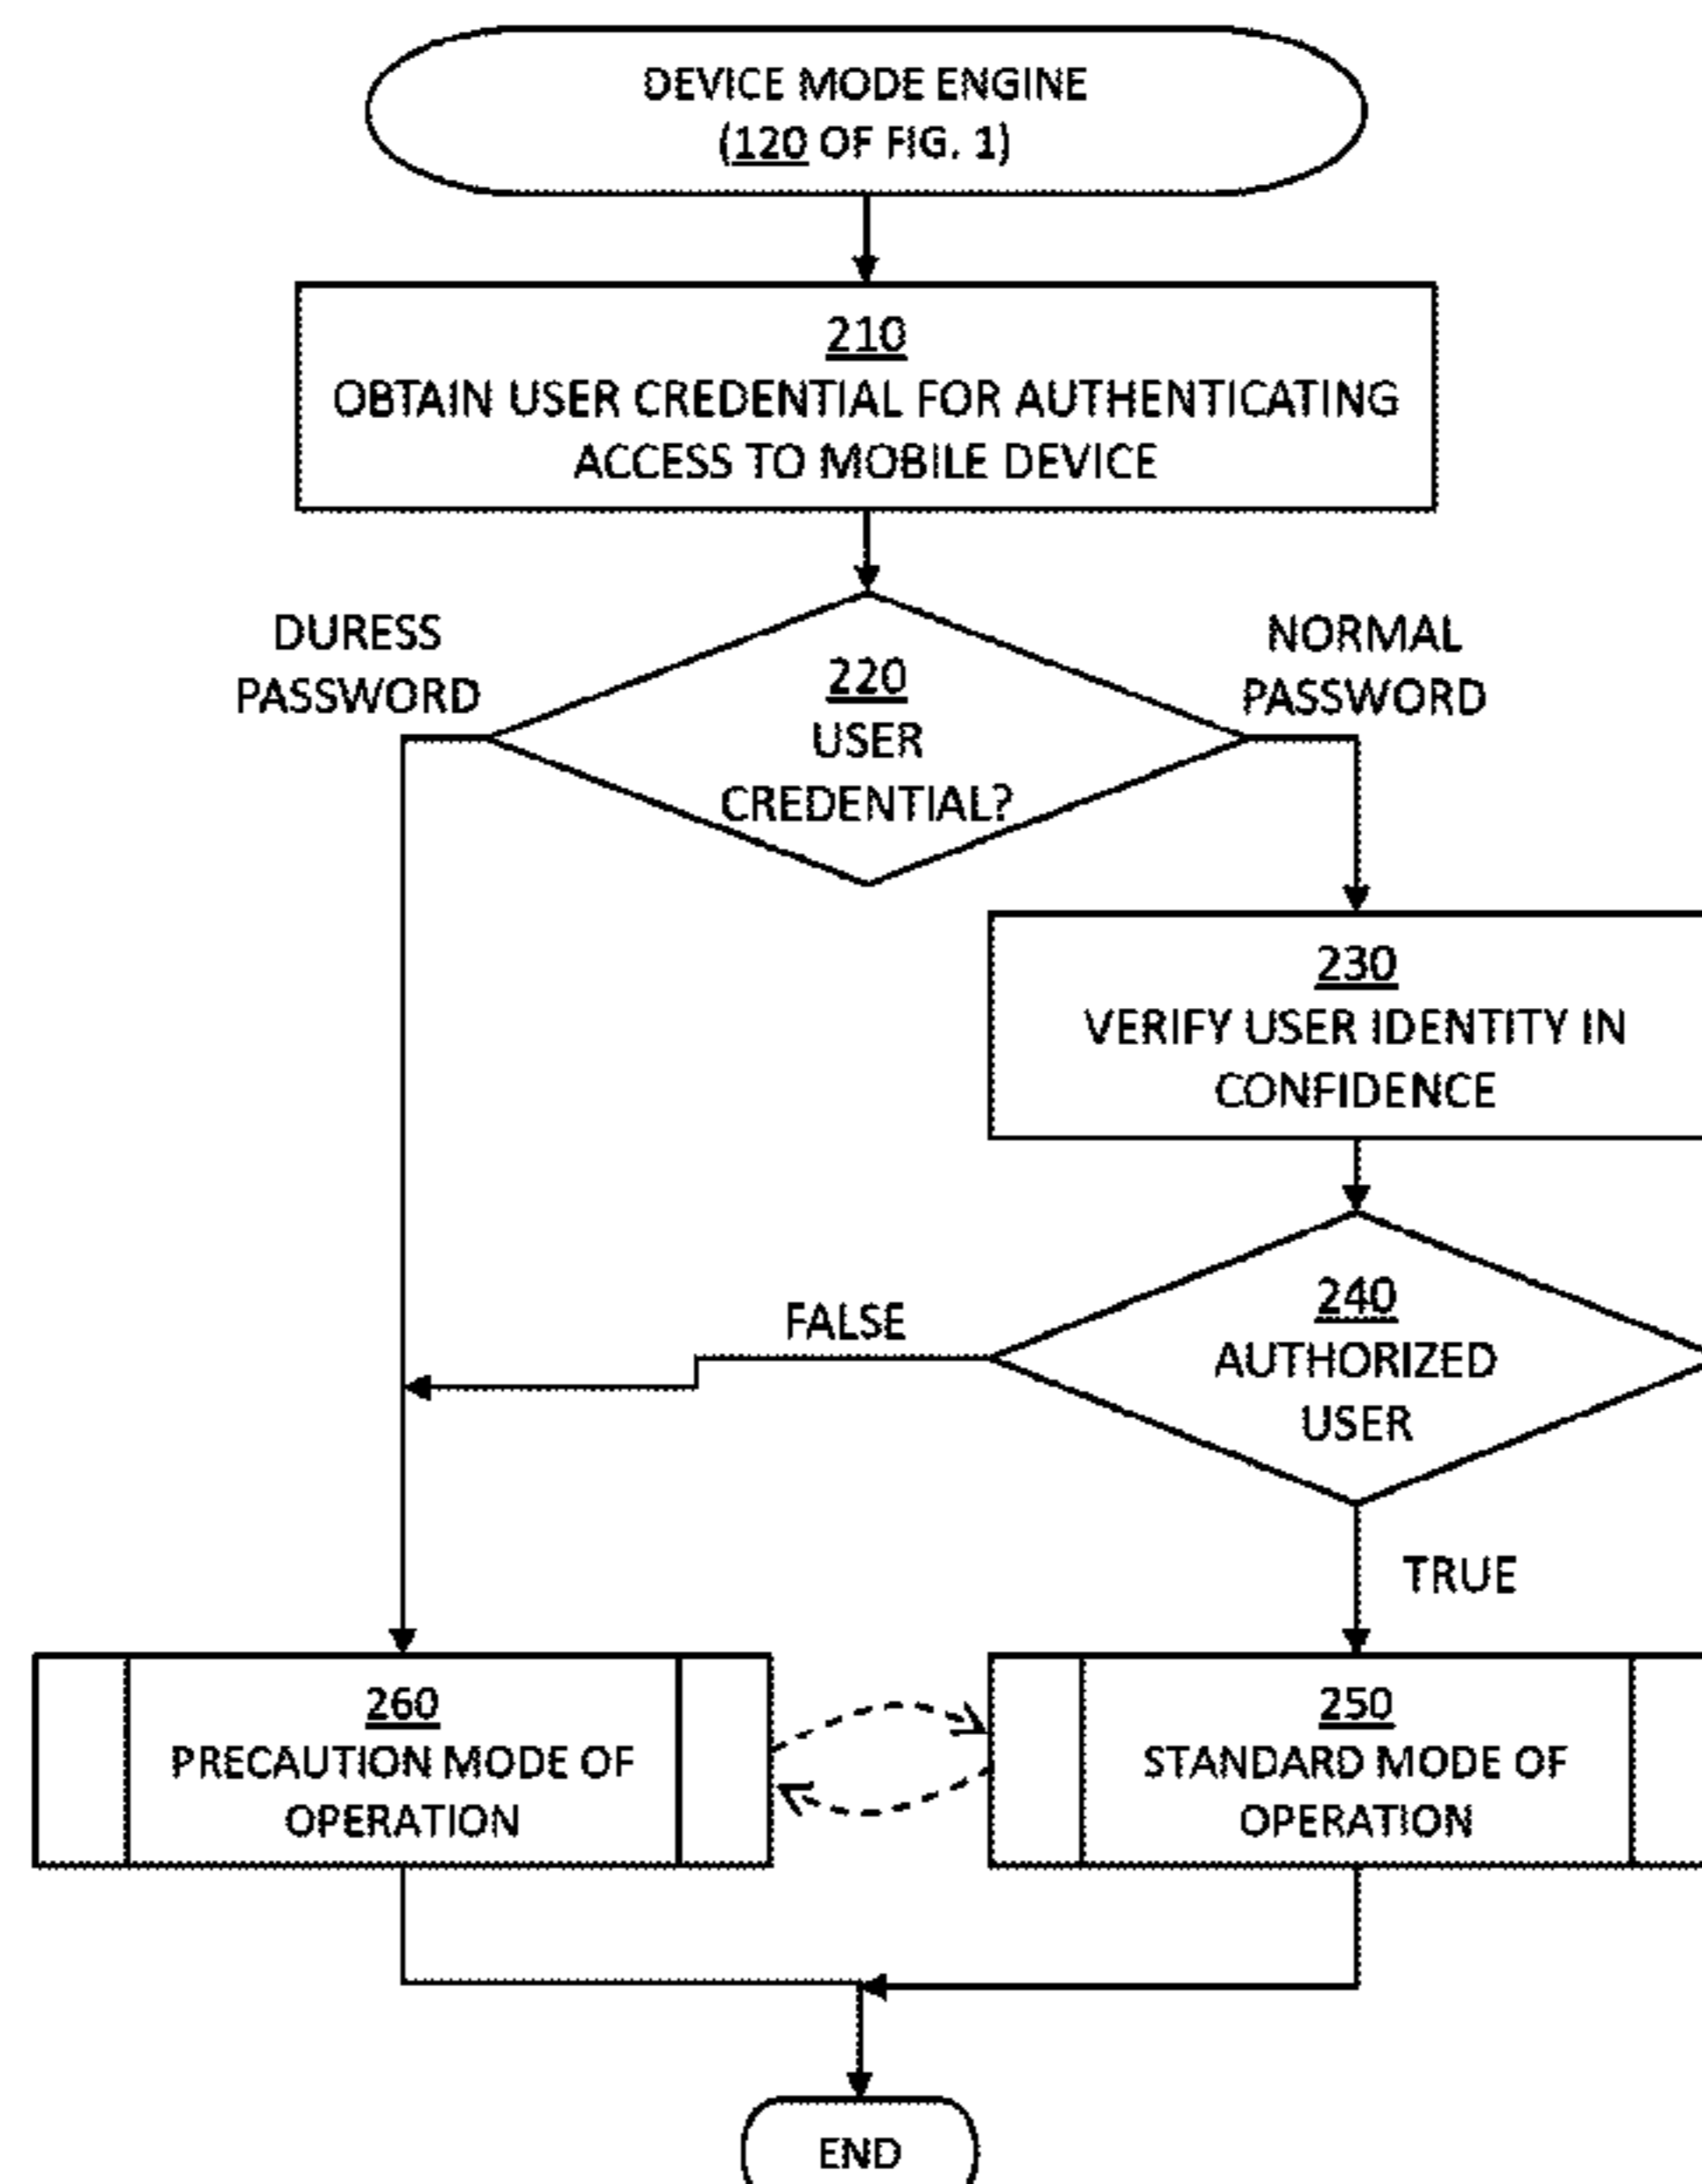 DEVICE MODE ENGINE
(120 OF FIG. 1)
210
OBTAIN USER CREDENTIAL FOR AUTHENTICATING
ACCESS TO MOBILE DEVICE
DURESS
PASSWORD
NORMAL
PASSWORD
220
USER
CREDENTIAL?
230
VERIFY USER IDENTITY IN
CONFIDENCE
FALSE
240
AUTHORIZED
USER
TRUE
260
PRECAUTION MODE OF
OPERATION
250
STANDARD MODE OF
OPERATION
END